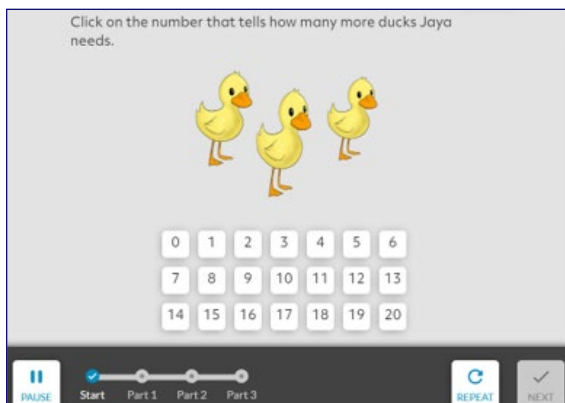 Click on the number that tells how many more ducks Jaya
needs.
0 1 2 3 4 5 6
7 8 9 10 11 12 13
14 15 16 17 18 19 20
PAUSE Start Part 1 Part 2 Part 3 REPEAT NEXT